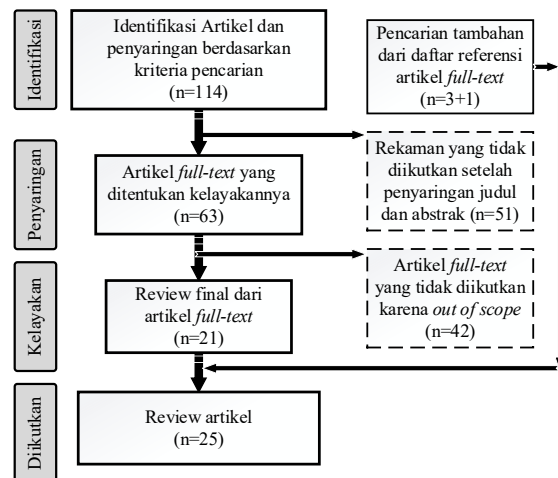 Identifikasi
Identifikasi Artikel dan
penyaringan berdasarkan
kriteria pencarian
(n=114)
Pencarian tambahan
dari daftar referensi
artikel full-text
(n=3+1)
Penyaringan
Artikel full-text yang
ditentukan kelayakannya
(n=63)
Rekaman yang tidak
diikutkan setelah
penyaringan judul
dan abstrak (n=51)
Kelayakan
Review final dari
artikel full-text
(n=21)
Artikel full-text
yang tidak diikutkan
karena out of scope
(n=42)
Diikutkan
Review artikel
(n=25)